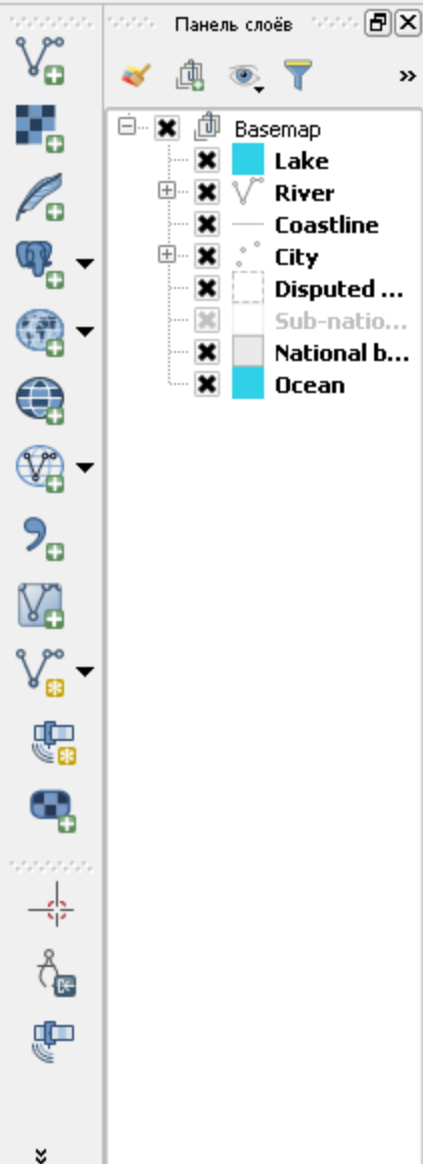 Панель слоёв
Basemap
Lake
River
Coastline
City
Disputed ...
Sub-natio...
National b...
Ocean